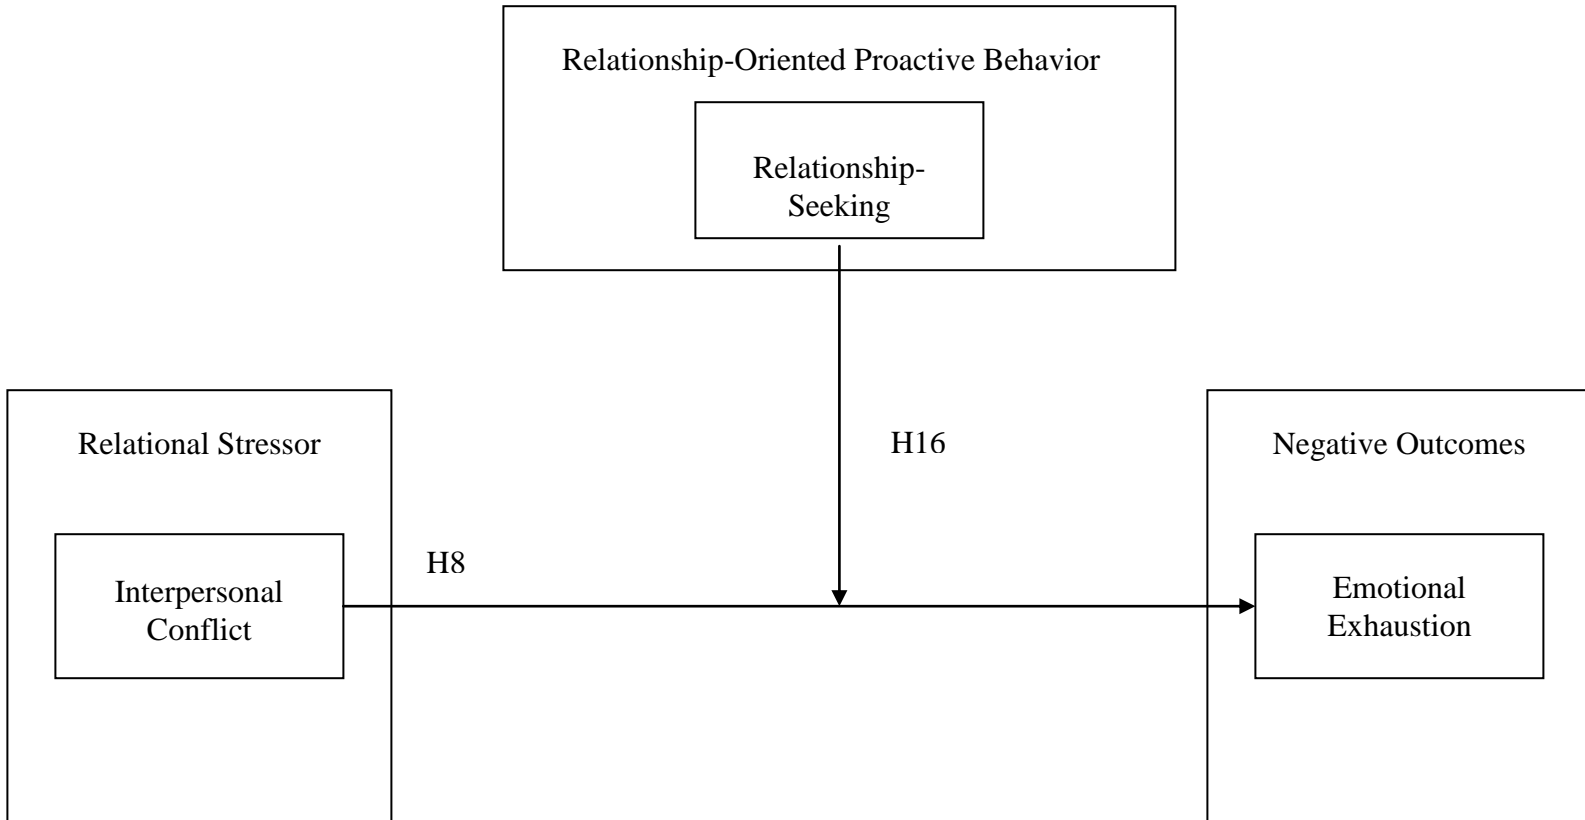 Relationship-Oriented Proactive Behavior
Relationship-
Seeking
H16
Relational Stressor
Negative Outcomes
H8
Interpersonal
Conflict
Emotional
Exhaustion